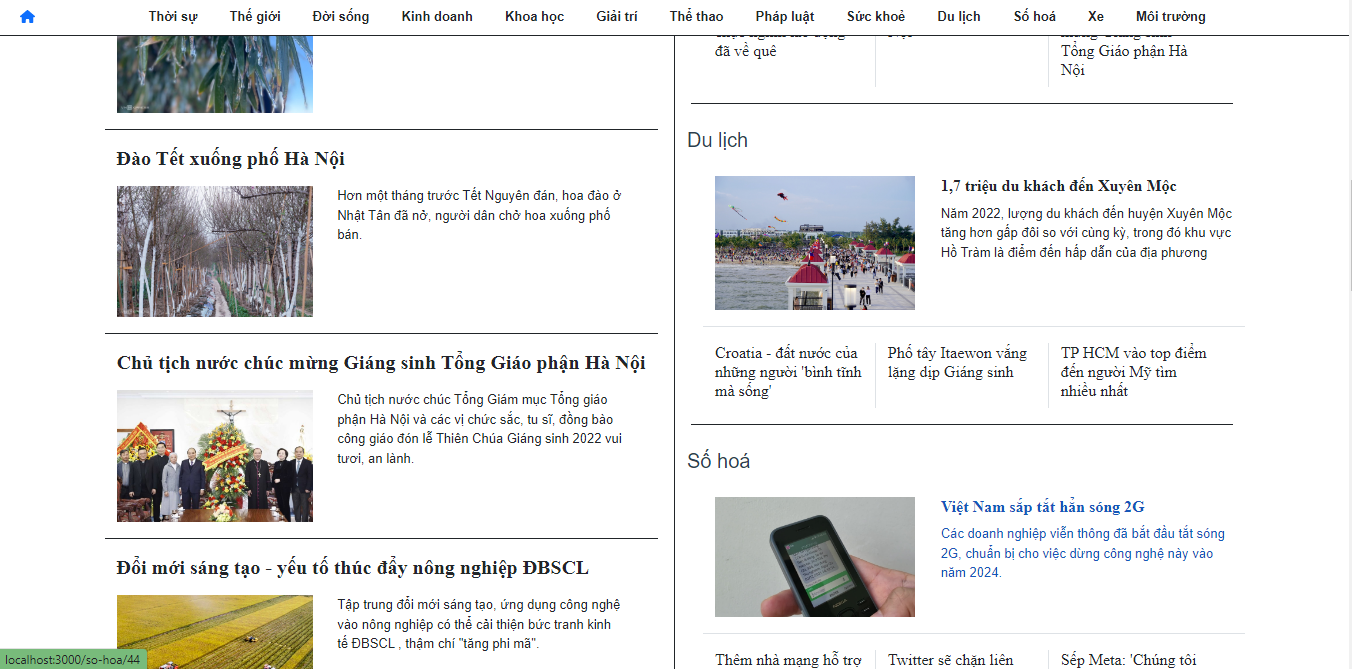 Thời sự Thế giới Đời sống Kinh doanh Khoa học Giải trí Thể thao Pháp luật Sức khoẻ Du lịch Số hoá Xe Môi trường
Đào Tết xuống phố Hà Nội
Hơn một tháng trước Tết Nguyên đán, hoa đào ở
Nhật Tân đã nở, người dân chở hoa xuống phố
bán.
Chủ tịch nước chúc mừng Giáng sinh Tổng Giáo phận Hà Nội
Chủ tịch nước chúc Tổng Giám mục Tổng giáo
phận Hà Nội và các vị chức sắc, tu sĩ, đồng bào
công giáo đón lễ Thiên Chúa Giáng sinh 2022 vui
tươi, an lành.
Đổi mới sáng tạo - yếu tố thúc đẩy nông nghiệp ĐBSCL
Tập trung đổi mới sáng tạo, ứng dụng công nghệ
vào nông nghiệp có thể cải thiện bức tranh kinh
tế ĐBSCL , thậm chí "tăng phi mã".
đã về quê
Tổng Giáo phận Hà
Nội
Du lịch
1,7 triệu du khách đến Xuyên Mộc
Năm 2022, lượng du khách đến huyện Xuyên Mộc
tăng hơn gấp đôi so với cùng kỳ, trong đó khu vực
Hồ Tràm là điểm đến hấp dẫn của địa phương
Croatia - đất nước của
những người 'bình tĩnh
mà sống'
Phố tây Itaewon vắng
lặng dịp Giáng sinh
TP HCM vào top điểm
đến người Mỹ tìm
nhiều nhất
Số hoá
Việt Nam sắp tắt hẳn sóng 2G
Các doanh nghiệp viễn thông đã bắt đầu tắt sóng
2G, chuẩn bị cho việc dừng công nghệ này vào
năm 2024.
Thêm nhà mạng hỗ trợ
Twitter sẽ chặn liên
Sếp Meta: 'Chúng tôi
localhost:3000/so-hoa/44